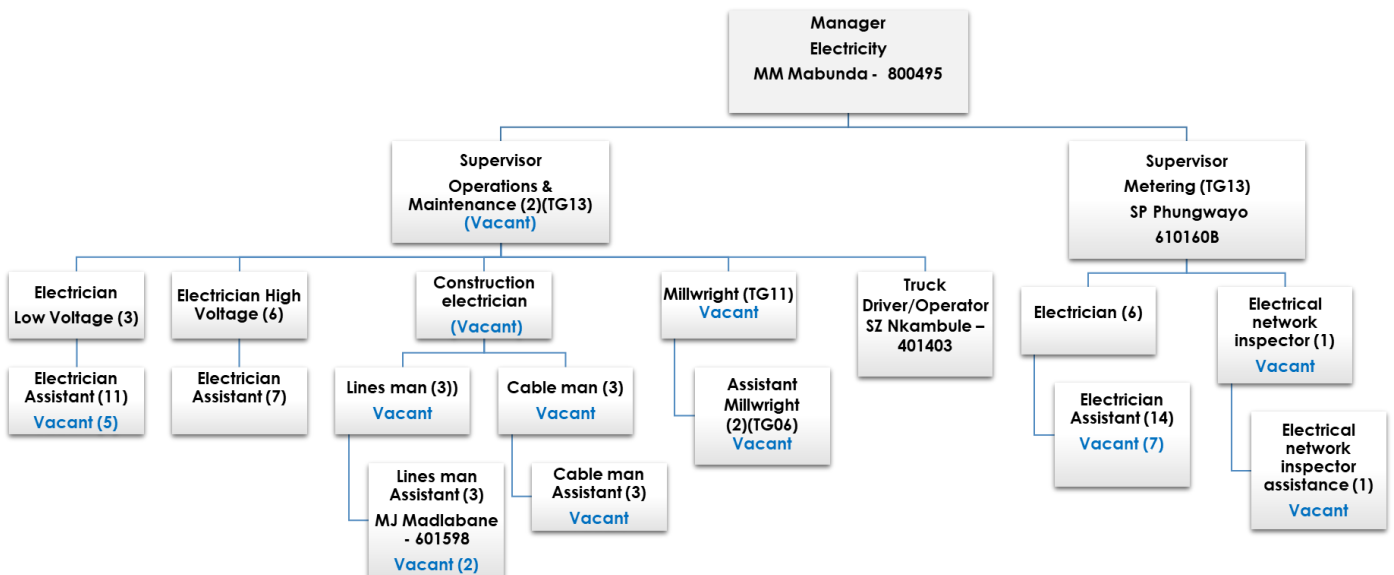 Manager
Electricity
MM Mabunda -  800495
Supervisor
Operations &
Maintenance (2)(TG13)
(Vacant)
Supervisor
Metering (TG13)
SP Phungwayo
610160B
Electrician
Low Voltage (3)
Electrician High
Voltage (6)
Construction
electrician
(Vacant)
Millwright (TG11)
Vacant
Truck
Driver/Operator
SZ Nkambule –
401403
Electrician (6)
Electrical
network
inspector (1)
Vacant
Electrician
Assistant (11)
Vacant (5)
Electrician
Assistant (7)
Lines man (3))
Vacant
Cable man (3)
Vacant
Assistant
Millwright
(2)(TG06)
Vacant
Electrician
Assistant (14)
Vacant (7)
Electrical
network
inspector
assistance (1)
Vacant
Lines man
Assistant (3)
MJ Madlabane
- 601598
Vacant (2)
Cable man
Assistant (3)
Vacant